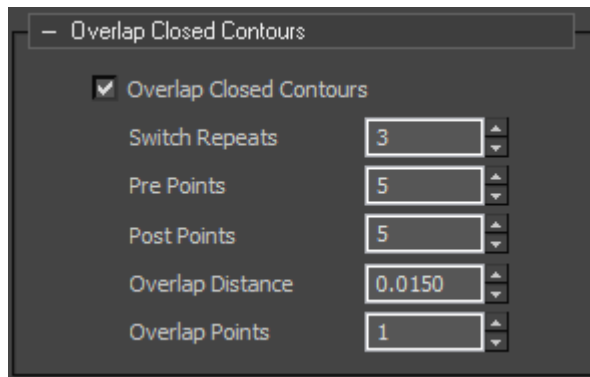 – Overlap Closed Contours
Overlap Closed Contours
Switch Repeats 3
Pre Points 5
Post Points 5
Overlap Distance 0.0150
Overlap Points 1